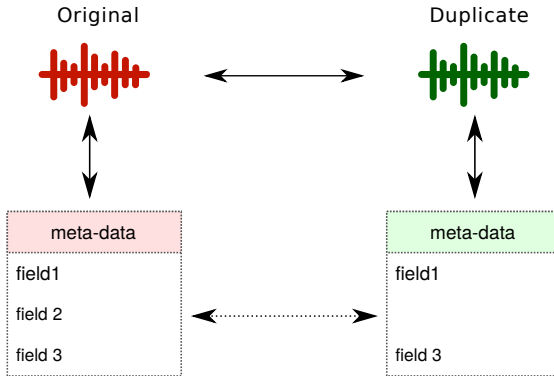 Original
Duplicate
meta-data
field1
field 2
field 3
meta-data
field1
field 3